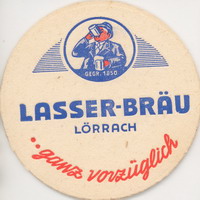 GEGR. 1850
LASSER-BRÄU
LÖRRACH
..ganz vorzüglich